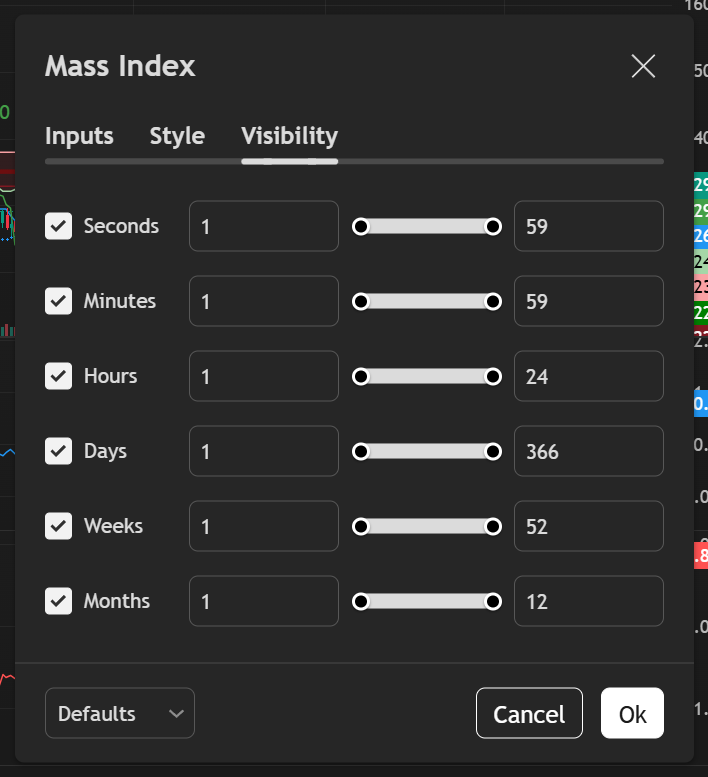 Mass Index
Inputs Style Visibility
Seconds 1 59
Minutes 1 59
Hours 1 24
Days 1 366
Weeks 1 52
Months 1 12
Defaults Cancel Ok